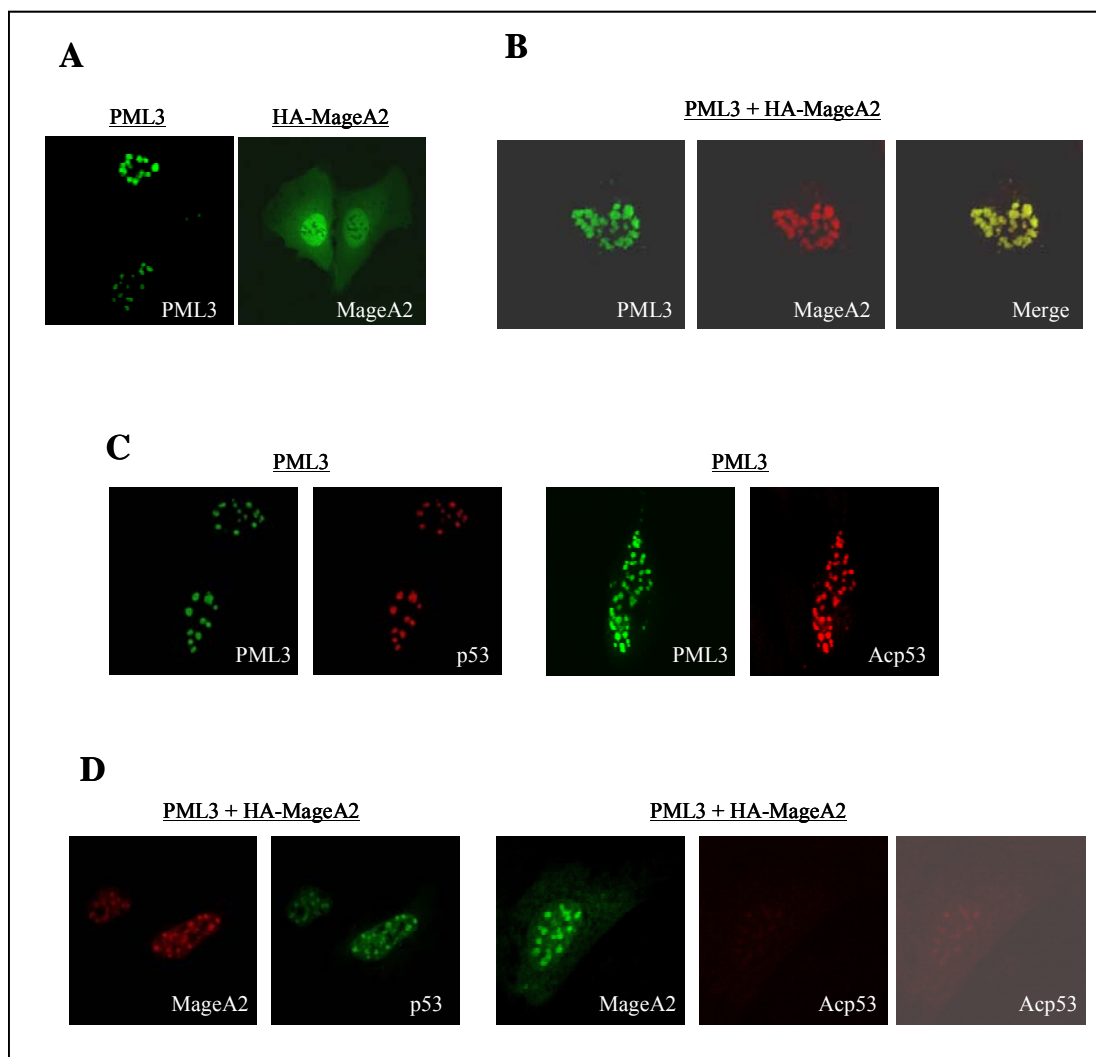 A
PML3 HA-MageA2
PML3 MageA2
B
PML3 + HA-MageA2
PML3 MageA2 Merge
C
PML3 PML3
PML3 p53 PML3 Acp53
D
PML3 + HA-MageA2 PML3 + HA-MageA2
MageA2 p53 MageA2 Acp53 Acp53